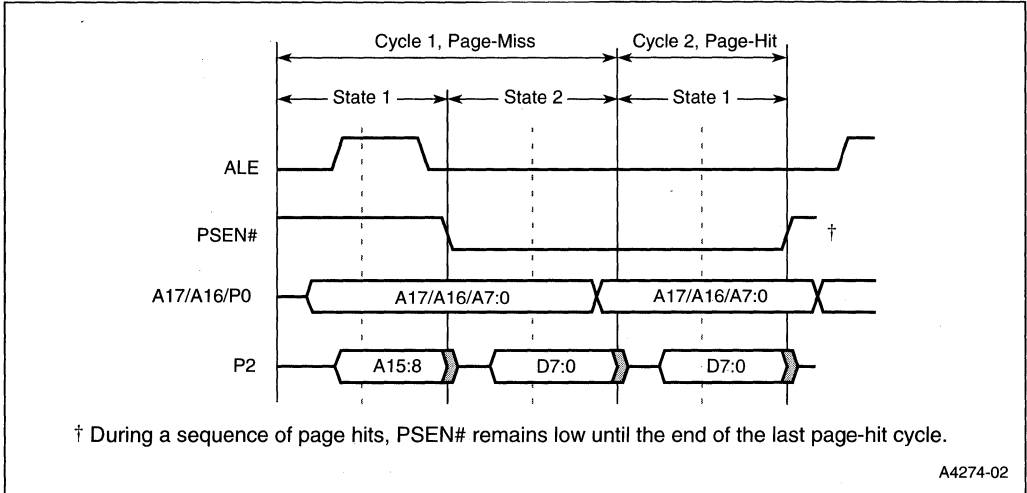 Cycle 1, Page-Miss Cycle 2, Page-Hit
State 1 State 2 State 1
ALE
PSEN# †
A17/A16/P0 A17/A16/A7:0 A17/A16/A7:0
P2 A15:8 D7:0 D7:0
† During a sequence of page hits, PSEN# remains low until the end of the last page-hit cycle.
A4274-02